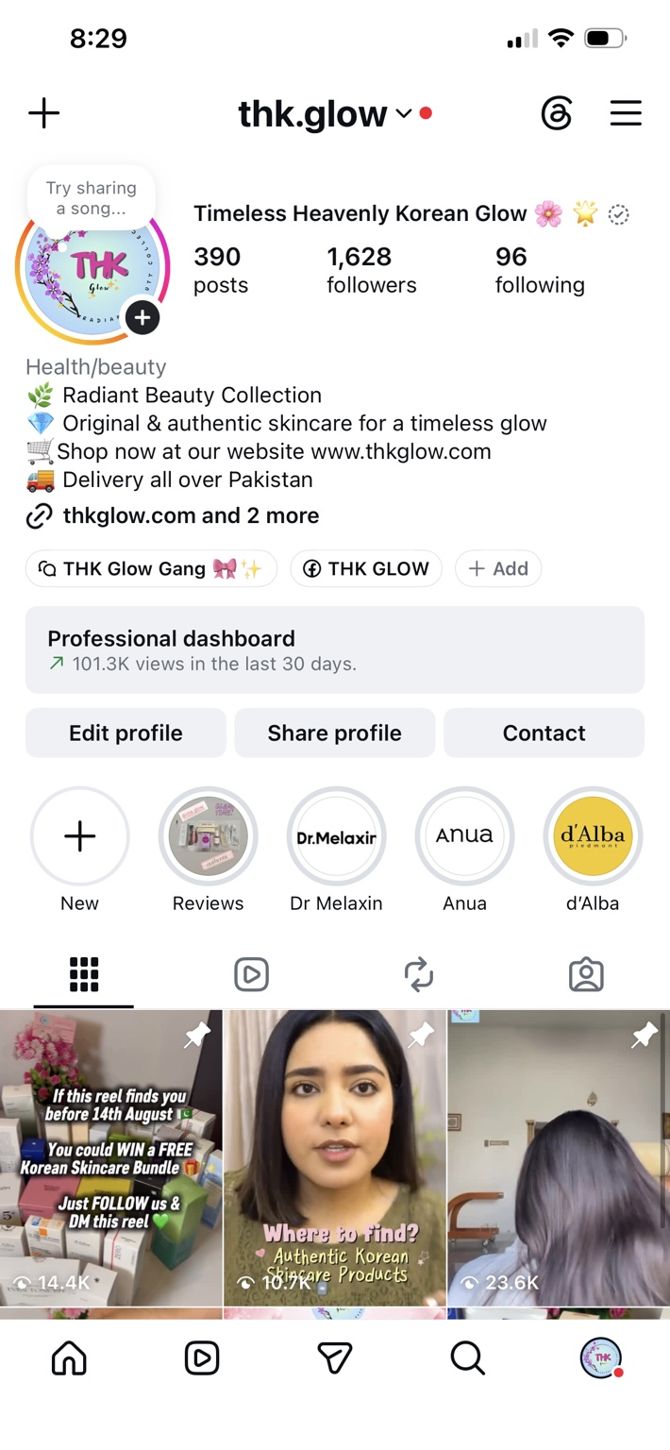 8:29
thk.glow
Try sharing
a song...
THK
Glow
Timeless Heavenly Korean Glow 🌸 🌟
390
posts
1,628
followers
96
following
Health/beauty
🌿 Radiant Beauty Collection
💎 Original & authentic skincare for a timeless glow
🛒Shop now at our website www.thkglow.com
🚚 Delivery all over Pakistan
thkglow.com and 2 more
THK Glow Gang 🎀✨
THK GLOW
+ Add
Professional dashboard
101.3K views in the last 30 days.
Edit profile
Share profile
Contact
Dr.Melaxin
Anua
d'Alba
piedmont
New
Reviews
Dr Melaxin
Anua
d’Alba
If this reel finds you
before 14th August 🇵🇰
You could WIN a FREE
Korean Skincare Bundle 🎁
Just FOLLOW us &
DM this reel 💚
14.4K
Where to find?
Authentic Korean
Skincare Products
10.7K
23.6K
THK